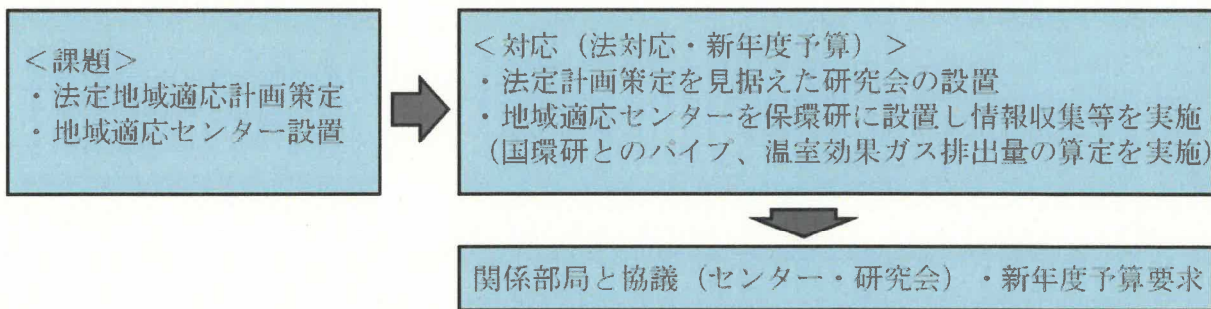 <課題>
・法定地域適応計画策定
・地域適応センター設置
<対応（法対応・新年度予算）>
・法定計画策定を見据えた研究会の設置
・地域適応センターを保環研に設置し情報収集等を実施
（国環研とのパイプ、温室効果ガス排出量の算定を実施）
関係部局と協議（センター・研究会）・新年度予算要求